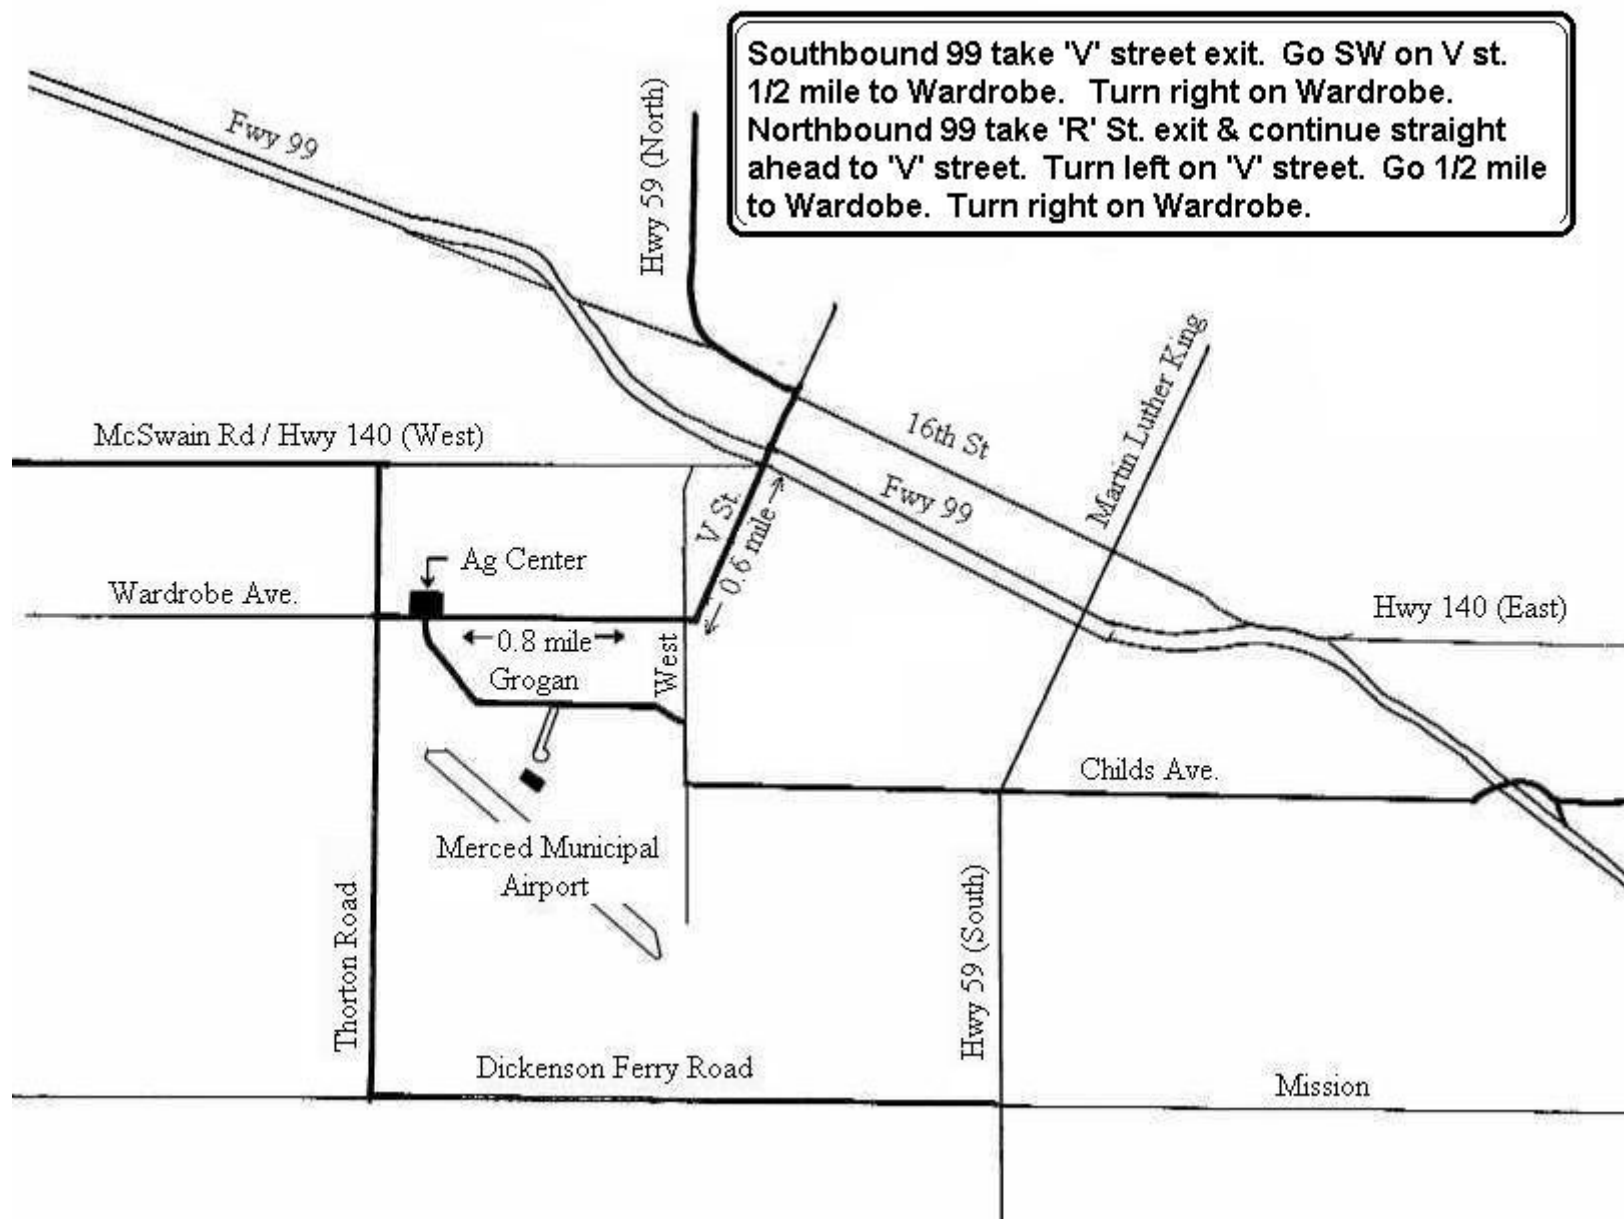 Southbound 99 take 'V' street exit. Go SW on V st.
1/2 mile to Wardrobe. Turn right on Wardrobe.
Northbound 99 take 'R' St. exit & continue straight
ahead to 'V' street. Turn left on 'V' street. Go 1/2 mile
to Wardobe. Turn right on Wardrobe.
Fwy 99
Hwy 59 (North)
Martin Luther King
16th St
McSwain Rd / Hwy 140 (West)
Fwy 99
V St.
0.6 mile
Ag Center
Wardrobe Ave.
Hwy 140 (East)
0.8 mile
Grogan
West
Childs Ave.
Merced Municipal
Airport
Thorton Road
Hwy 59 (South)
Dickenson Ferry Road
Mission